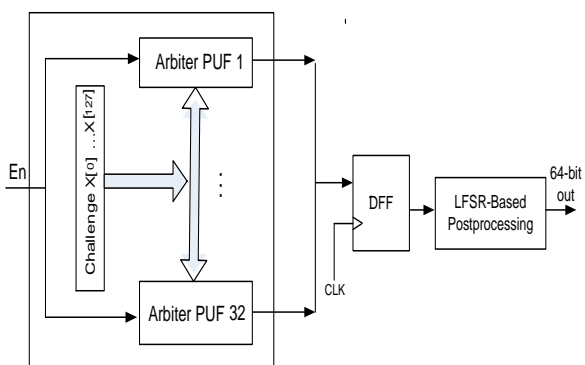 Arbiter PUF 1
Challenge X[0] ...X[127]
En
64-bit
out
DFF
LFSR-Based
Postprocessing
CLK
Arbiter PUF 32